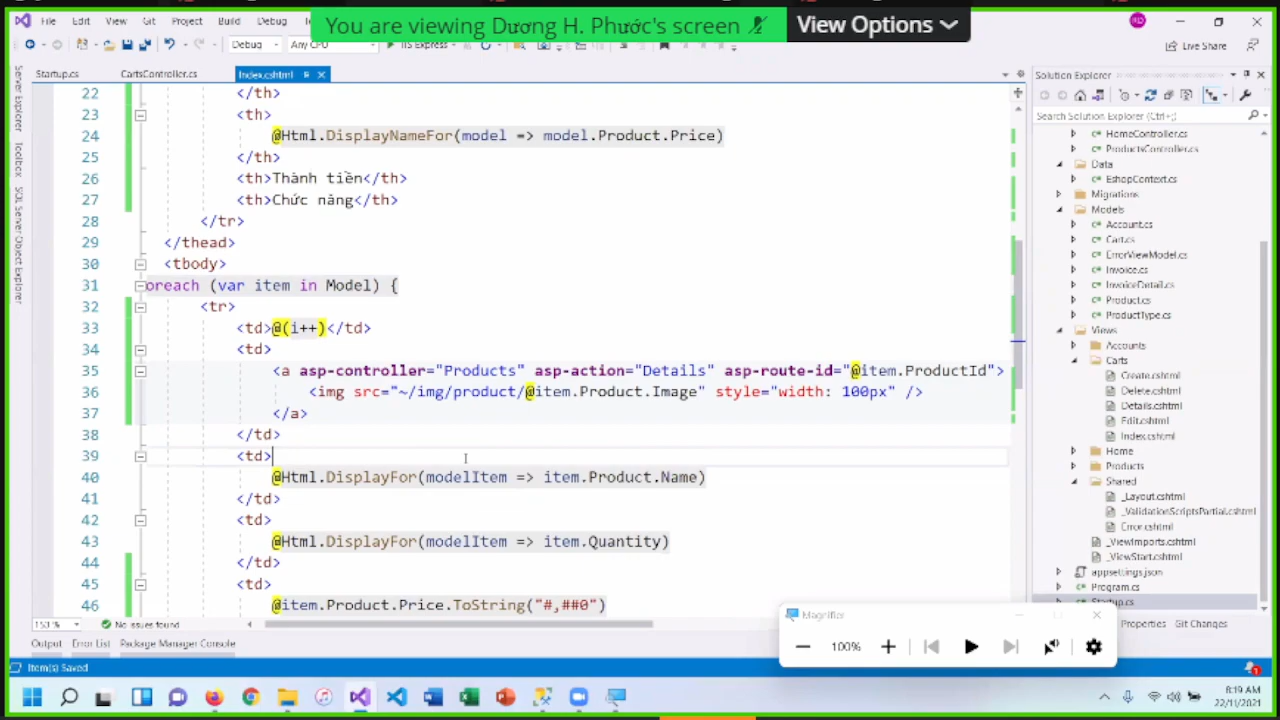 File Edit View Git Project Build Debug
You are viewing Dương H. Phước's screen
View Options
Debug
Any CPU
IIS Express
Live Share
Startup.cs
CartsController.cs
Index.cshtml
Solution Explorer
Search Solution Explorer (Ctrl+;)
Server Explorer
Toolbox
SQL Server Object Explorer
22 </th>
23 <th>
24 @Html.DisplayNameFor(model => model.Product.Price)
25 </th>
26 <th>Thành tiền</th>
27 <th>Chức năng</th>
28 </tr>
29 </thead>
30 <tbody>
31 oreach (var item in Model) {
32 <tr>
33 <td>@(i++)</td>
34 <td>
35 <a asp-controller="Products" asp-action="Details" asp-route-id="@item.ProductId">
36 <img src="~/img/product/@item.Product.Image" style="width: 100px" />
37 </a>
38 </td>
39 <td>
40 @Html.DisplayFor(modelItem => item.Product.Name)
41 </td>
42 <td>
43 @Html.DisplayFor(modelItem => item.Quantity)
44 </td>
45 <td>
46 @item.Product.Price.ToString("#,##0")
HomeController.cs
ProductsController.cs
Data
EshopContext.cs
Migrations
Models
Account.cs
Cart.cs
ErrorViewModel.cs
Invoice.cs
InvoiceDetail.cs
Product.cs
ProductType.cs
Views
Accounts
Carts
Create.cshtml
Delete.cshtml
Details.cshtml
Edit.cshtml
Index.cshtml
Home
Products
Shared
_Layout.cshtml
_ValidationScriptsPartial.cshtml
Error.cshtml
_ViewImports.cshtml
_ViewStart.cshtml
appsettings.json
Program.cs
Startup.cs
153 %
No issues found
Magnifier
100%
Properties Git Changes
Output Error List Package Manager Console
Item(s) Saved
8:19 AM
22/11/2021